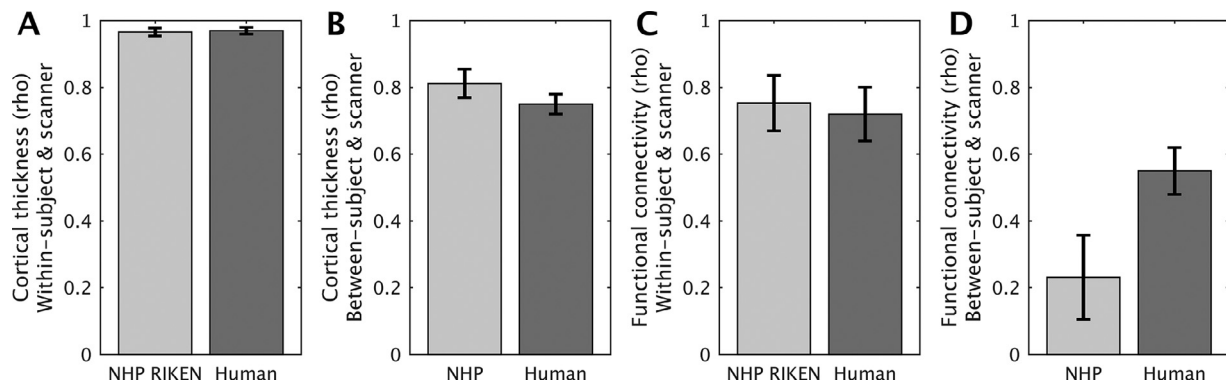 A
Cortical thickness (rho)
Within-subject & scanner
1
0.8
0.6
0.4
0.2
0
NHP RIKEN
Human
B
Cortical thickness (rho)
Between-subject & scanner
1
0.8
0.6
0.4
0.2
0
NHP
Human
C
Functional connectivity (rho)
Within-subject & scanner
1
0.8
0.6
0.4
0.2
0
NHP RIKEN
Human
D
Functional connectivity (rho)
Between-subject & scanner
1
0.8
0.6
0.4
0.2
0
NHP
Human